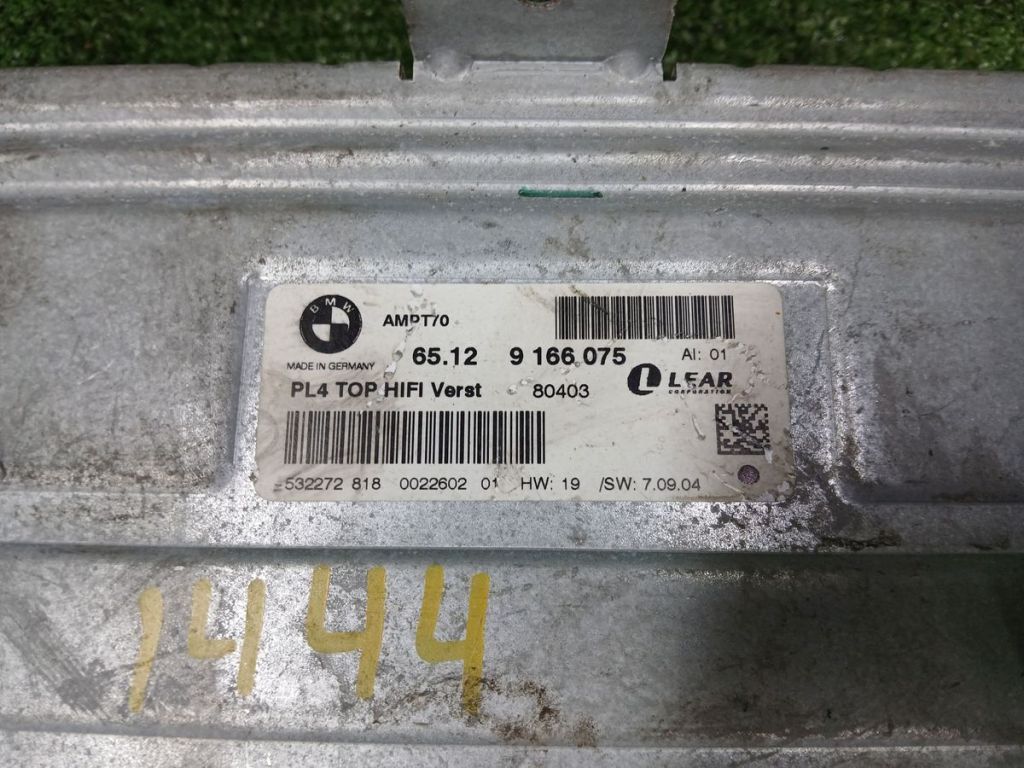 BMW
AMPT70
MADE IN GERMANY
65.12 9 166 075 AI: 01
PL4 TOP HIFI Verst 80403 LEAR
CORPORATION
532272 818 0022602 01 HW: 19 /SW: 7.09.04
1444